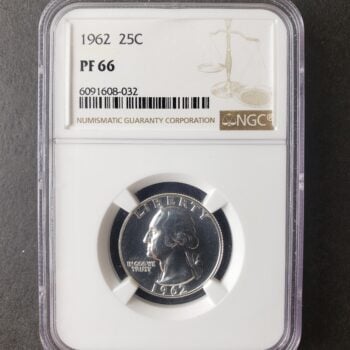 1962 25C
PF 66
6091608-032
NUMISMATIC GUARANTY CORPORATION
NGC®
LIBERTY
IN GOD WE
TRUST
1962